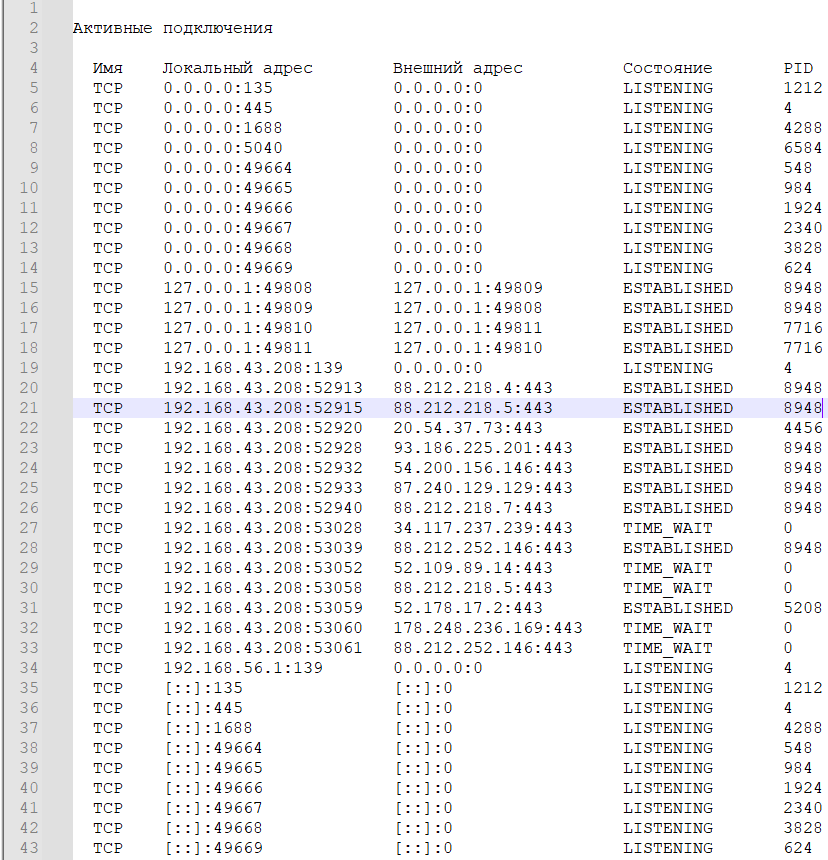 1
2 Активные подключения
3
4 Имя Локальный адрес Внешний адрес Состояние PID
5 TCP 0.0.0.0:135 0.0.0.0:0 LISTENING 1212
6 TCP 0.0.0.0:445 0.0.0.0:0 LISTENING 4
7 TCP 0.0.0.0:1688 0.0.0.0:0 LISTENING 4288
8 TCP 0.0.0.0:5040 0.0.0.0:0 LISTENING 6584
9 TCP 0.0.0.0:49664 0.0.0.0:0 LISTENING 548
10 TCP 0.0.0.0:49665 0.0.0.0:0 LISTENING 984
11 TCP 0.0.0.0:49666 0.0.0.0:0 LISTENING 1924
12 TCP 0.0.0.0:49667 0.0.0.0:0 LISTENING 2340
13 TCP 0.0.0.0:49668 0.0.0.0:0 LISTENING 3828
14 TCP 0.0.0.0:49669 0.0.0.0:0 LISTENING 624
15 TCP 127.0.0.1:49808 127.0.0.1:49809 ESTABLISHED 8948
16 TCP 127.0.0.1:49809 127.0.0.1:49808 ESTABLISHED 8948
17 TCP 127.0.0.1:49810 127.0.0.1:49811 ESTABLISHED 7716
18 TCP 127.0.0.1:49811 127.0.0.1:49810 ESTABLISHED 7716
19 TCP 192.168.43.208:139 0.0.0.0:0 LISTENING 4
20 TCP 192.168.43.208:52913 88.212.218.4:443 ESTABLISHED 8948
21 TCP 192.168.43.208:52915 88.212.218.5:443 ESTABLISHED 8948
22 TCP 192.168.43.208:52920 20.54.37.73:443 ESTABLISHED 4456
23 TCP 192.168.43.208:52928 93.186.225.201:443 ESTABLISHED 8948
24 TCP 192.168.43.208:52932 54.200.156.146:443 ESTABLISHED 8948
25 TCP 192.168.43.208:52933 87.240.129.129:443 ESTABLISHED 8948
26 TCP 192.168.43.208:52940 88.212.218.7:443 ESTABLISHED 8948
27 TCP 192.168.43.208:53028 34.117.237.239:443 TIME_WAIT 0
28 TCP 192.168.43.208:53039 88.212.252.146:443 ESTABLISHED 8948
29 TCP 192.168.43.208:53052 52.109.89.14:443 TIME_WAIT 0
30 TCP 192.168.43.208:53058 88.212.218.5:443 TIME_WAIT 0
31 TCP 192.168.43.208:53059 52.178.17.2:443 ESTABLISHED 5208
32 TCP 192.168.43.208:53060 178.248.236.169:443 TIME_WAIT 0
33 TCP 192.168.43.208:53061 88.212.252.146:443 TIME_WAIT 0
34 TCP 192.168.56.1:139 0.0.0.0:0 LISTENING 4
35 TCP [::]:135 [::]:0 LISTENING 1212
36 TCP [::]:445 [::]:0 LISTENING 4
37 TCP [::]:1688 [::]:0 LISTENING 4288
38 TCP [::]:49664 [::]:0 LISTENING 548
39 TCP [::]:49665 [::]:0 LISTENING 984
40 TCP [::]:49666 [::]:0 LISTENING 1924
41 TCP [::]:49667 [::]:0 LISTENING 2340
42 TCP [::]:49668 [::]:0 LISTENING 3828
43 TCP [::]:49669 [::]:0 LISTENING 624